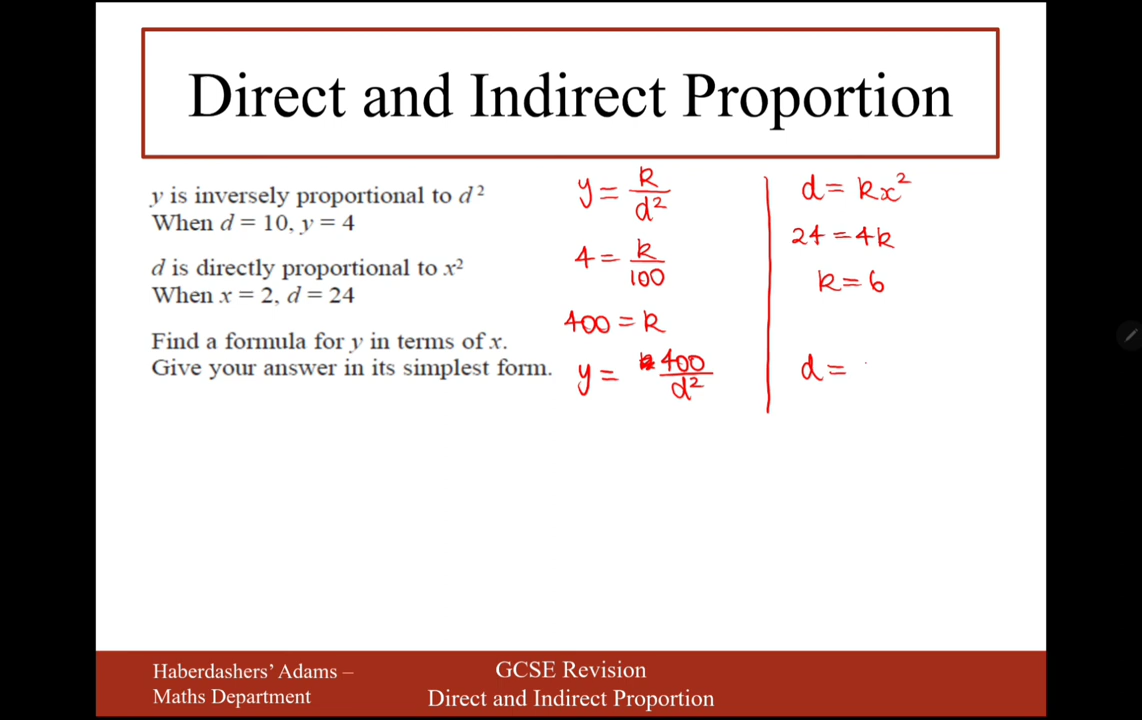 Direct and Indirect Proportion
y is inversely proportional to d²
When d = 10, y = 4
d is directly proportional to x²
When x = 2, d = 24
Find a formula for y in terms of x.
Give your answer in its simplest form.
y = k/d²
4 = k/100
400 = k
y = 400/d²
d = kx²
24 = 4k
k = 6
d =
Haberdashers' Adams –
Maths Department
GCSE Revision
Direct and Indirect Proportion